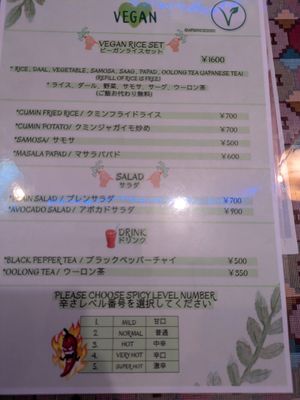 VEGAN
V
VEGAN RICE SET
ビーガンライスセット
¥1600
* RICE, DAAL, VEGETABLE, SAMOSA, SAAG, PAPAD, OOLONG TEA (JAPANESE TEA)
(REFILL OF RICE IS FREE)
・ライス、ダール、野菜、サモサ、サーグ、ウーロン茶
(ご飯お代わり無料)
*CUMIN FRIED RICE/ クミンフライドライス ¥700
*CUMIN POTATO/ クミンジャガイモ炒め ¥700
*SAMOSA/ サモサ ¥500
*MASALA PAPAD/ マサラパパド ¥600
SALAD
サラダ
*PLAIN SALAD/ プレンサラダ ¥700
*AVOCADO SALAD/ アボカドサラダ ¥900
DRINK
ドリンク
*BLACK PEPPER TEA/ ブラックペッパーチャイ ¥500
*OOLONG TEA/ ウーロン茶 ¥350
PLEASE CHOOSE SPICY LEVEL NUMBER
辛さレベル番号を選択してください
1. MILD 甘口
2. NORMAL 普通
3. HOT 中辛
4. VERY HOT 辛口
5. SUPER HOT 激辛